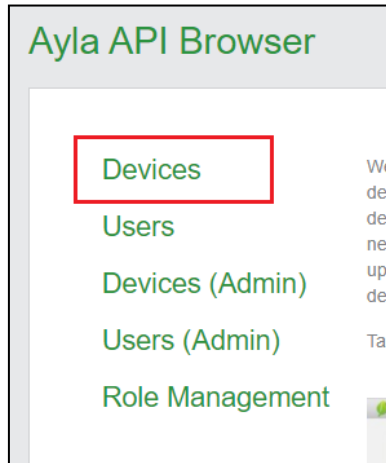 Ayla API Browser
Devices
Users
Devices (Admin)
Users (Admin)
Role Management